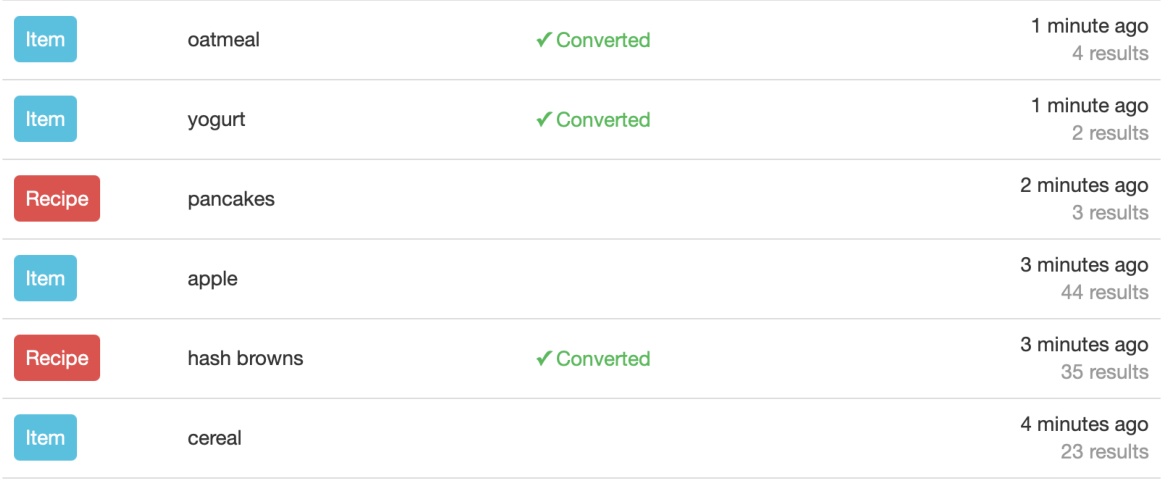 Item oatmeal ✓ Converted 1 minute ago
4 results
Item yogurt ✓ Converted 1 minute ago
2 results
Recipe pancakes 2 minutes ago
3 results
Item apple 3 minutes ago
44 results
Recipe hash browns ✓ Converted 3 minutes ago
35 results
Item cereal 4 minutes ago
23 results